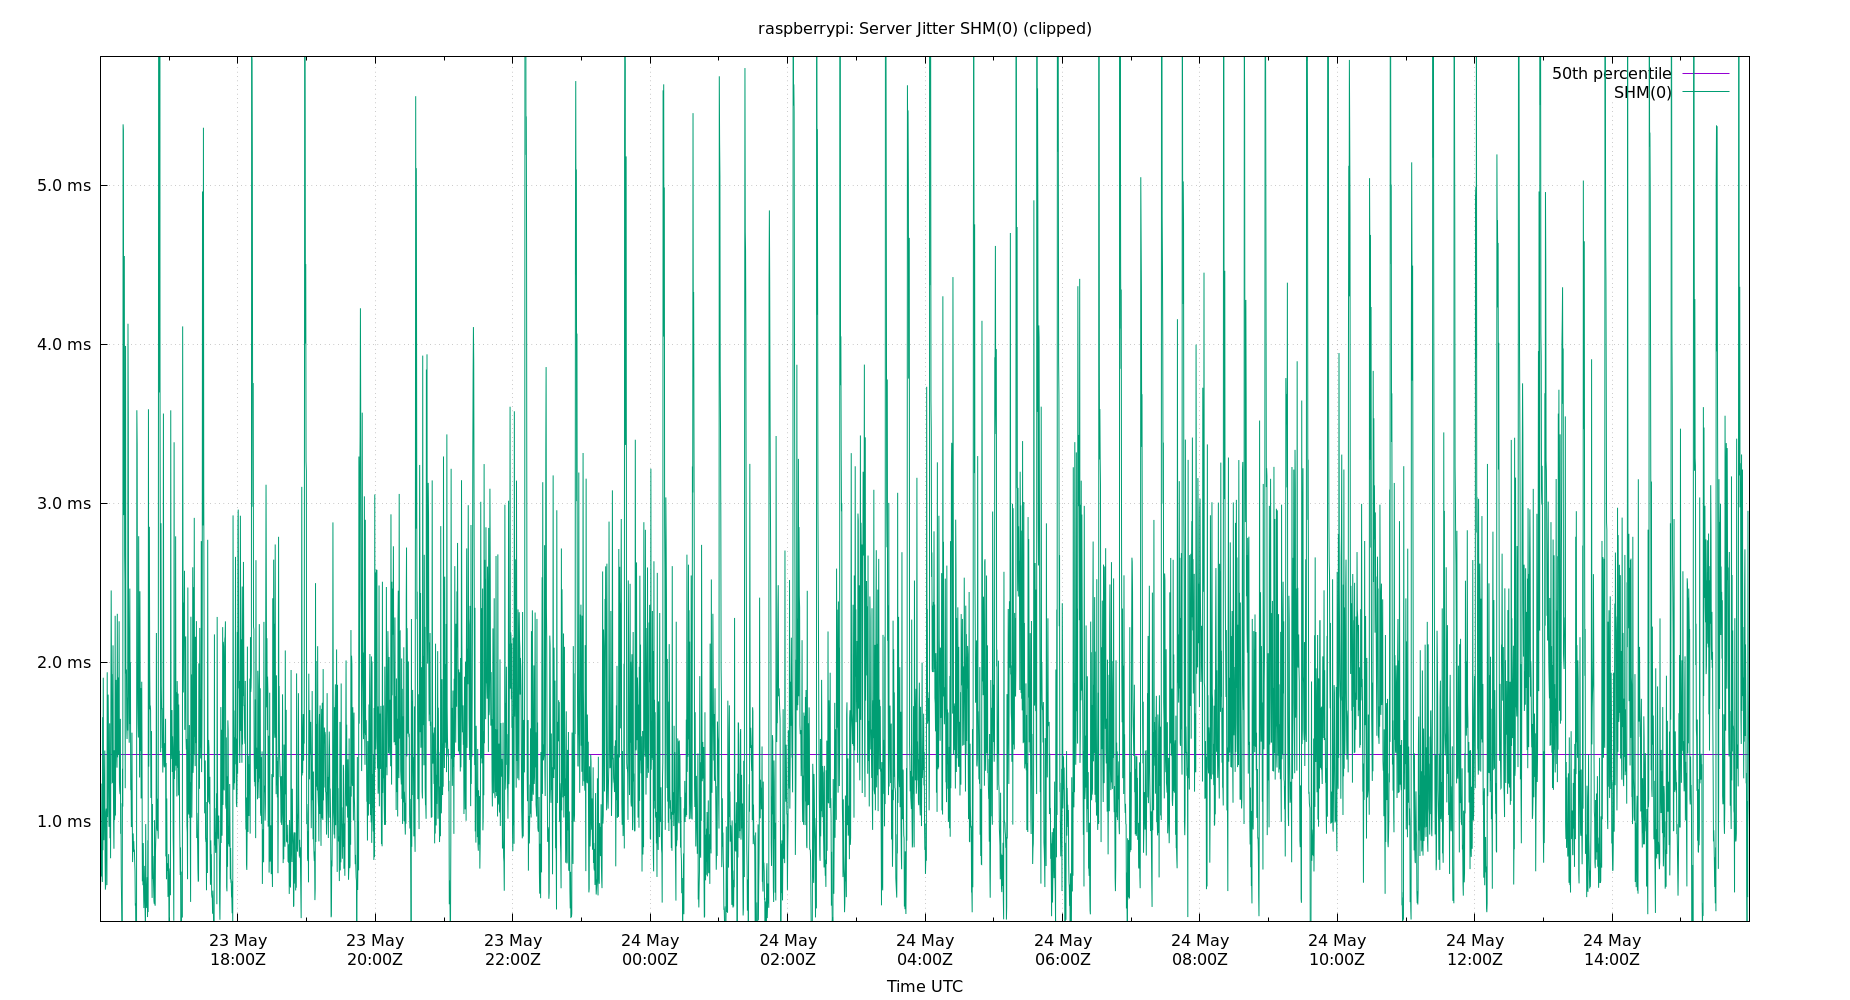 raspberrypi: Server Jitter SHM(0) (clipped)
50th percentile
SHM(0)
5.0 ms
4.0 ms
3.0 ms
2.0 ms
1.0 ms
23 May 23 May 23 May 24 May 24 May 24 May 24 May 24 May 24 May 24 May 24 May
18:00Z 20:00Z 22:00Z 00:00Z 02:00Z 04:00Z 06:00Z 08:00Z 10:00Z 12:00Z 14:00Z
Time UTC